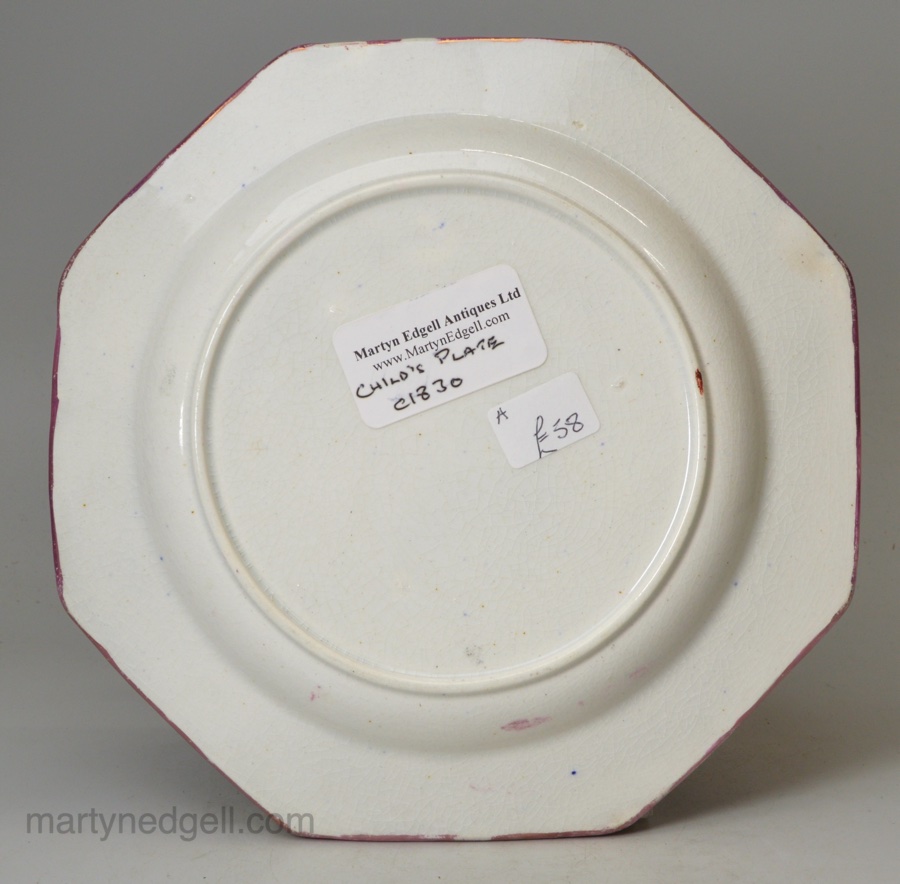 Martyn Edgell Antiques Ltd
www.MartynEdgell.com
CHILD'S PLATE
C1830
A
£58
martynedgell.com